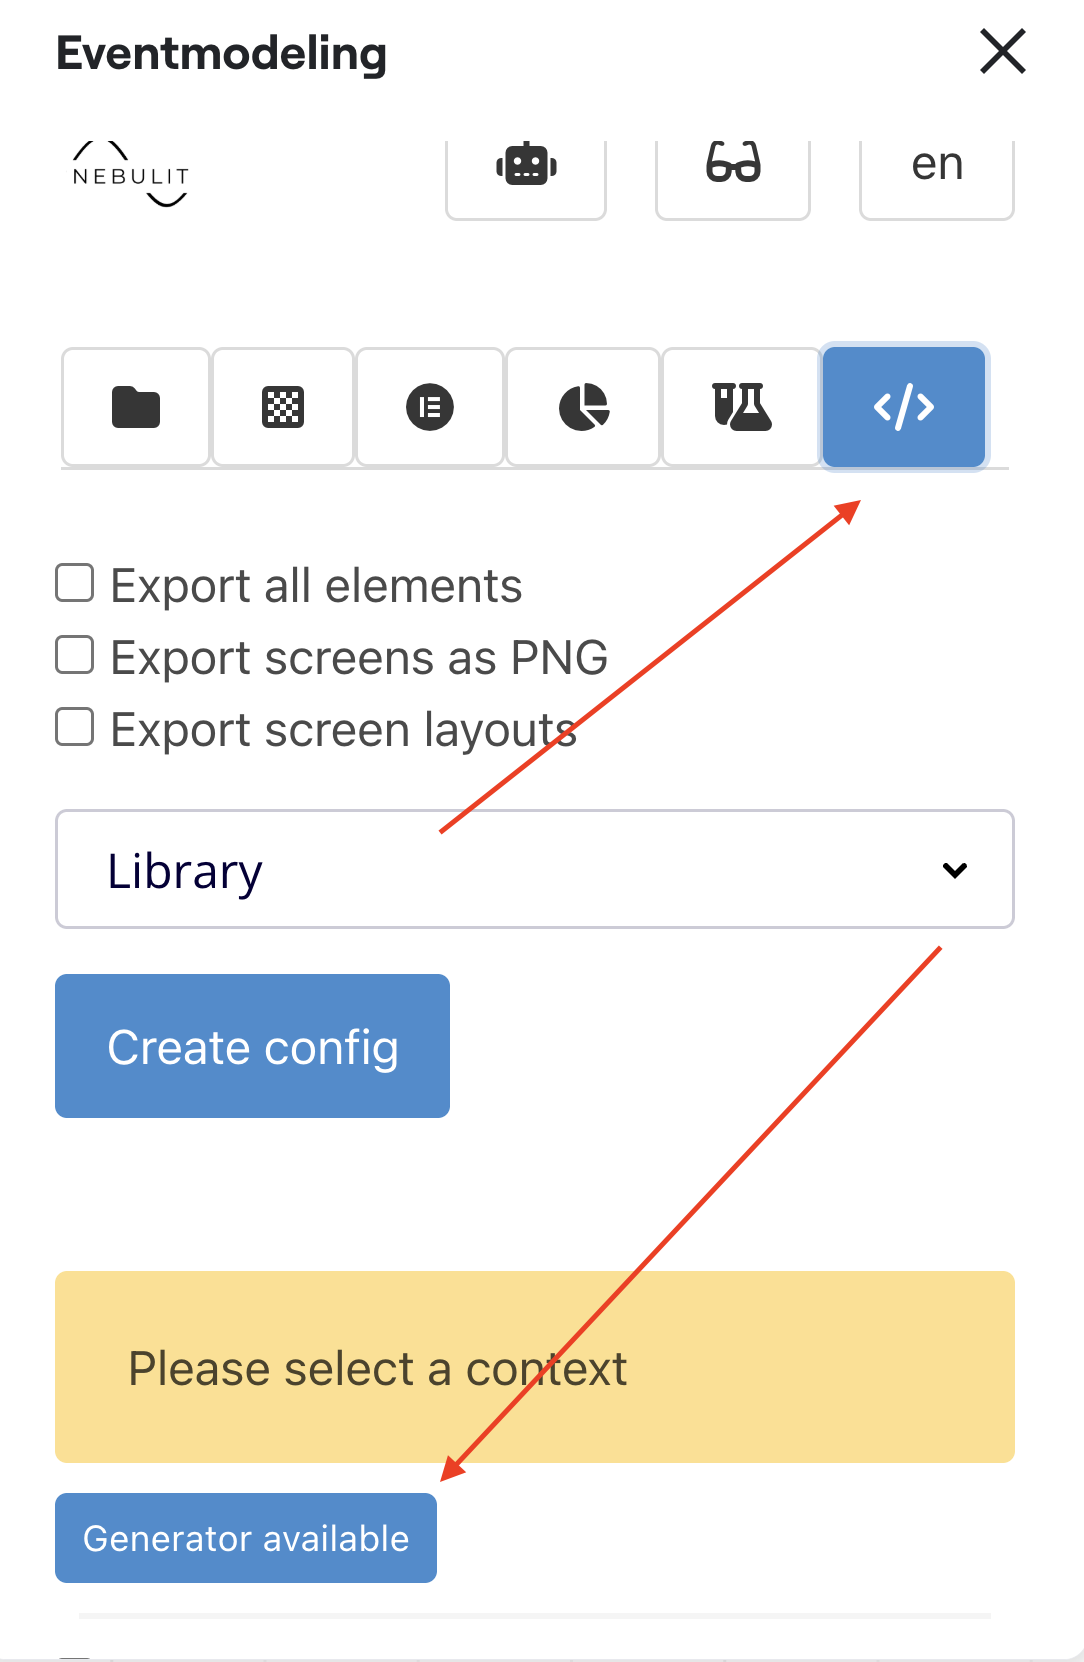 Eventmodeling
NEBULIT
en
Export all elements
Export screens as PNG
Export screen layouts
Library
Create config
Please select a context
Generator available